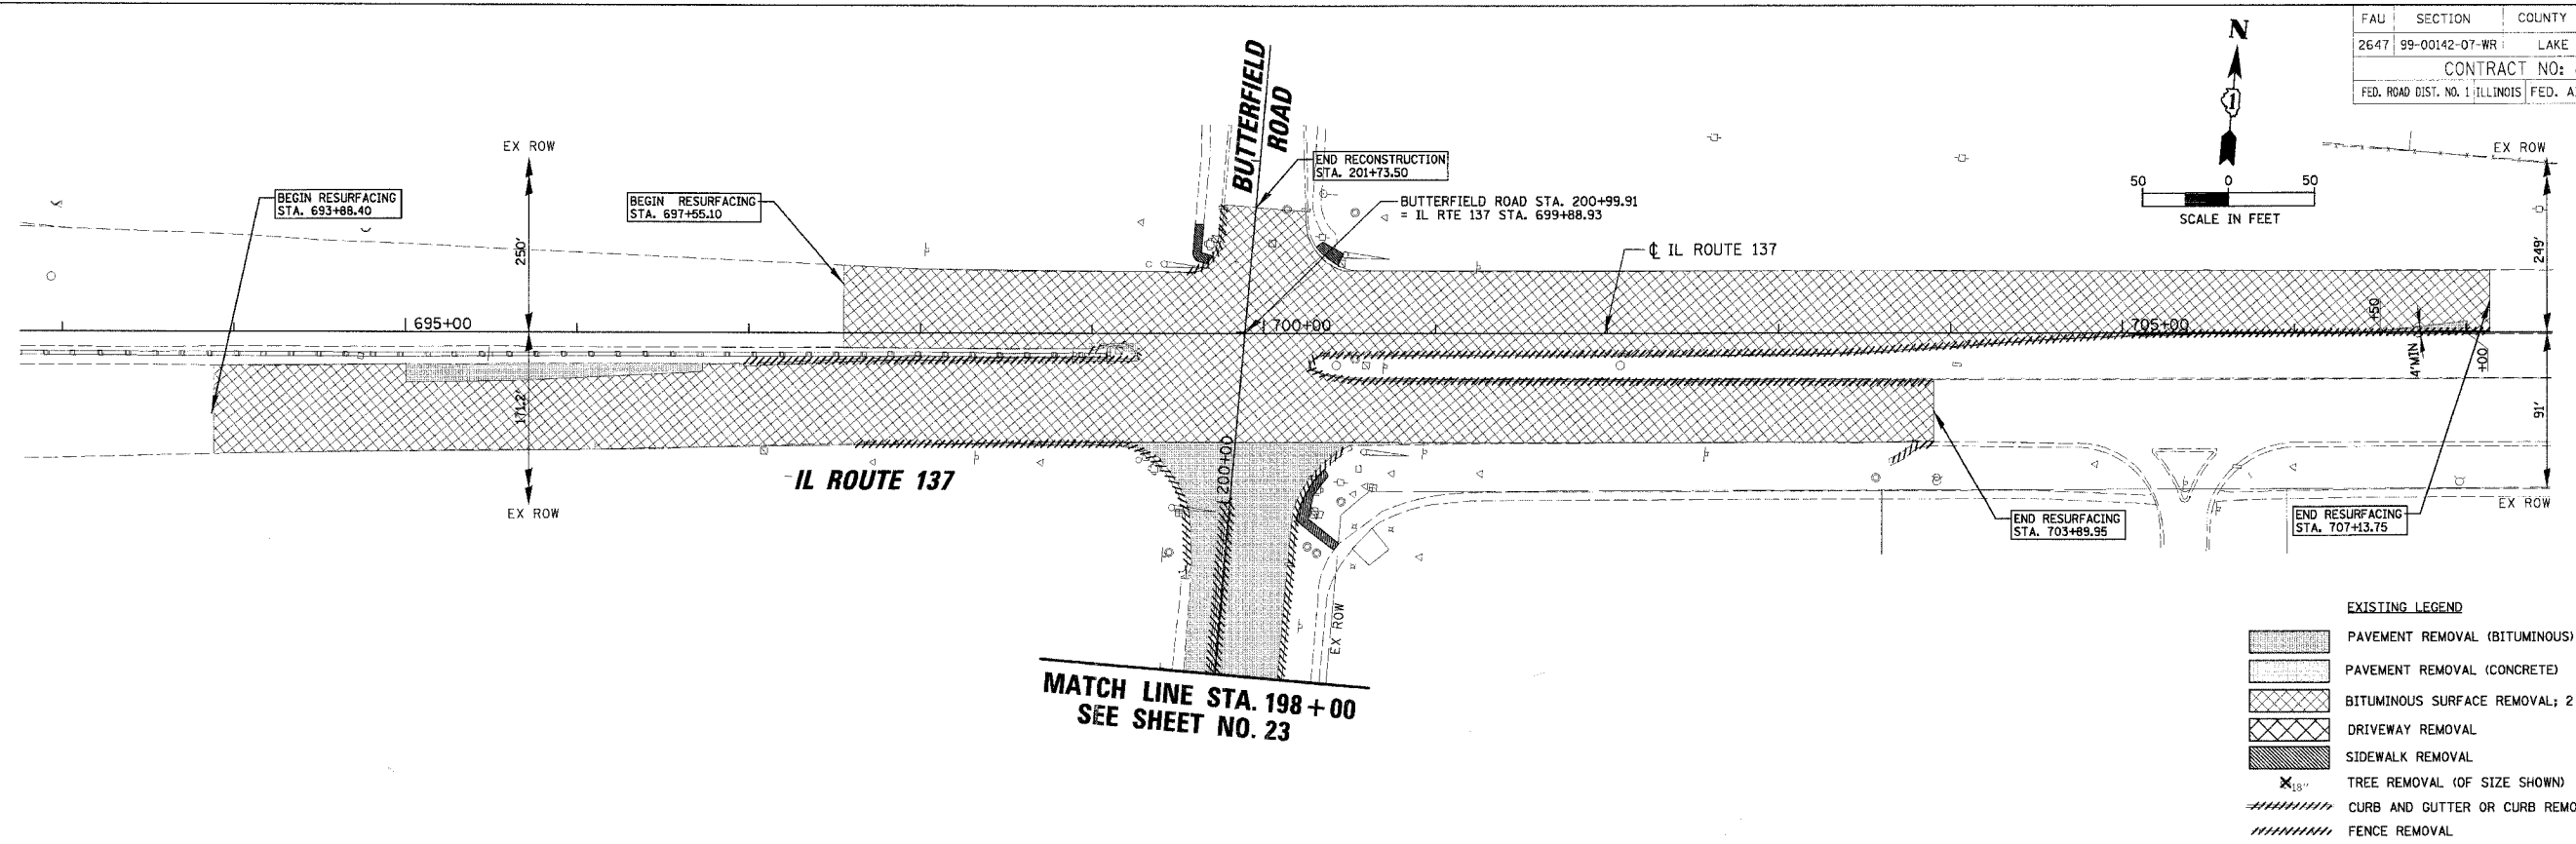 FAU SECTION COUNTY
2647 99-00142-07-WR LAKE
CONTRACT NO:
FED. ROAD DIST. NO. 1 ILLINOIS FED.
N
1
50 0 50
SCALE IN FEET
BUTTERFIELD
ROAD
EX ROW
EX ROW
BEGIN RESURFACING
STA. 693+88.40
BEGIN RESURFACING
STA. 697+55.10
END RECONSTRUCTION
STA. 201+73.50
BUTTERFIELD ROAD STA. 200+99.91
= IL RTE 137 STA. 699+88.93
℄ IL ROUTE 137
250'
249'
695+00
700+00
705+00
+50
4'MIN
+00
171.2'
91'
200+00
IL ROUTE 137
EX ROW
EX ROW
END RESURFACING
STA. 703+89.95
END RESURFACING
STA. 707+13.75
EX ROW
MATCH LINE STA. 198+00
SEE SHEET NO. 23
EXISTING LEGEND
PAVEMENT REMOVAL (BITUMINOUS)
PAVEMENT REMOVAL (CONCRETE)
BITUMINOUS SURFACE REMOVAL; 2
DRIVEWAY REMOVAL
SIDEWALK REMOVAL
18" TREE REMOVAL (OF SIZE SHOWN)
CURB AND GUTTER OR CURB REMO
FENCE REMOVAL